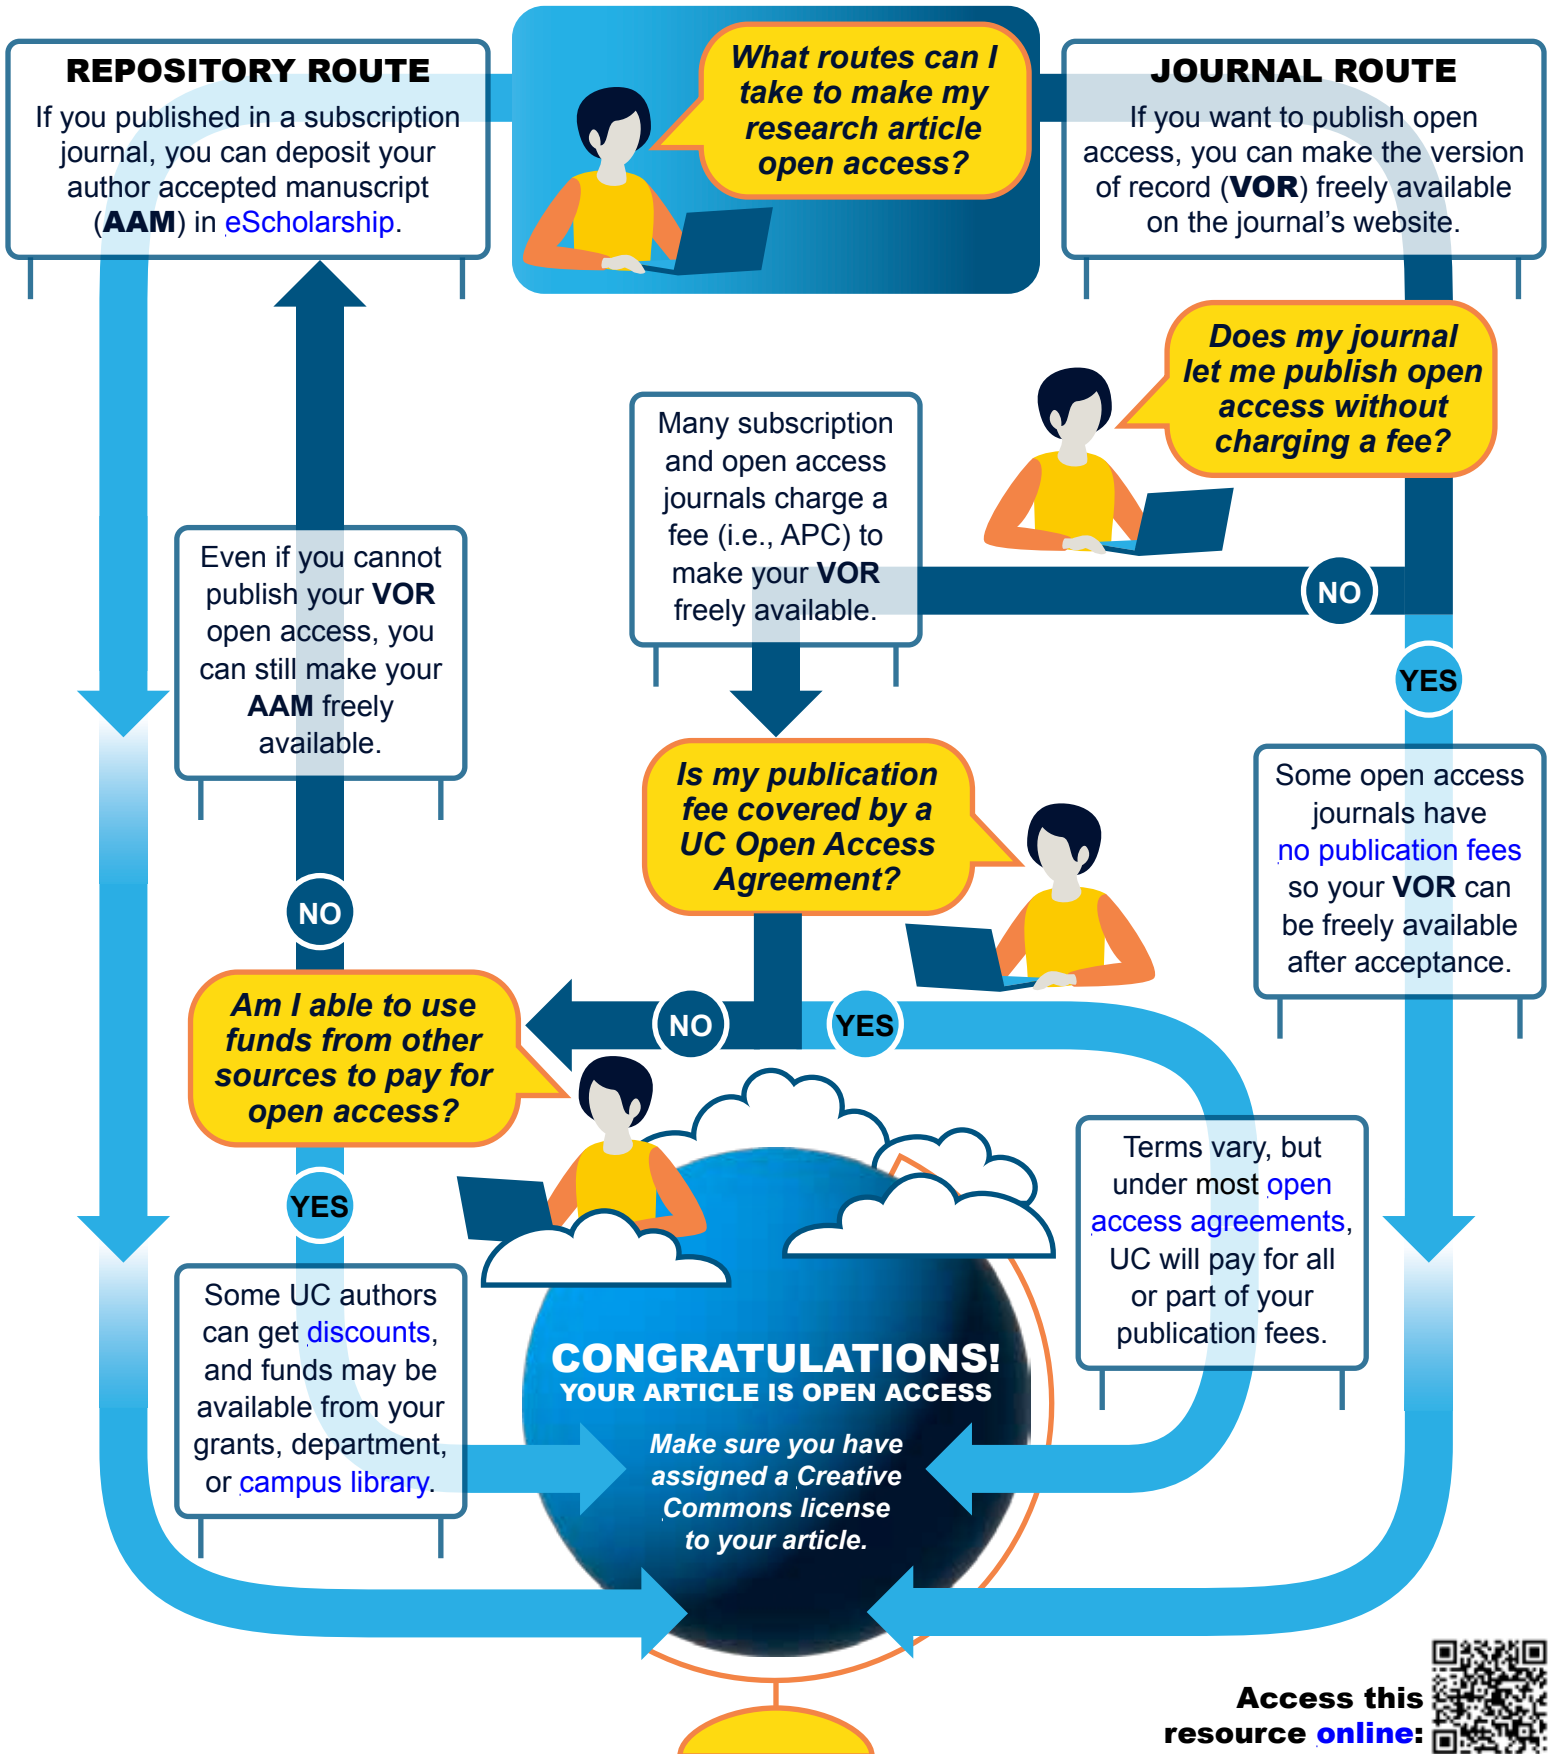 What routes can I
take to make my
research article
open access?
REPOSITORY ROUTE
If you published in a subscription
journal, you can deposit your
author accepted manuscript
(AAM) in eScholarship.
JOURNAL ROUTE
If you want to publish open
access, you can make the version
of record (VOR) freely available
on the journal's website.
Does my journal
let me publish open
access without
charging a fee?
NO
YES
Many subscription
and open access
journals charge a
fee (i.e., APC) to
make your VOR
freely available.
Some open access
journals have
no publication fees
so your VOR can
be freely available
after acceptance.
Is my publication
fee covered by a
UC Open Access
Agreement?
NO
YES
Terms vary, but
under most open
access agreements,
UC will pay for all
or part of your
publication fees.
Am I able to use
funds from other
sources to pay for
open access?
NO
Even if you cannot
publish your VOR
open access, you
can still make your
AAM freely
available.
YES
Some UC authors
can get discounts,
and funds may be
available from your
grants, department,
or campus library.
CONGRATULATIONS!
YOUR ARTICLE IS OPEN ACCESS
Make sure you have
assigned a Creative
Commons license
to your article.
Access this
resource online: